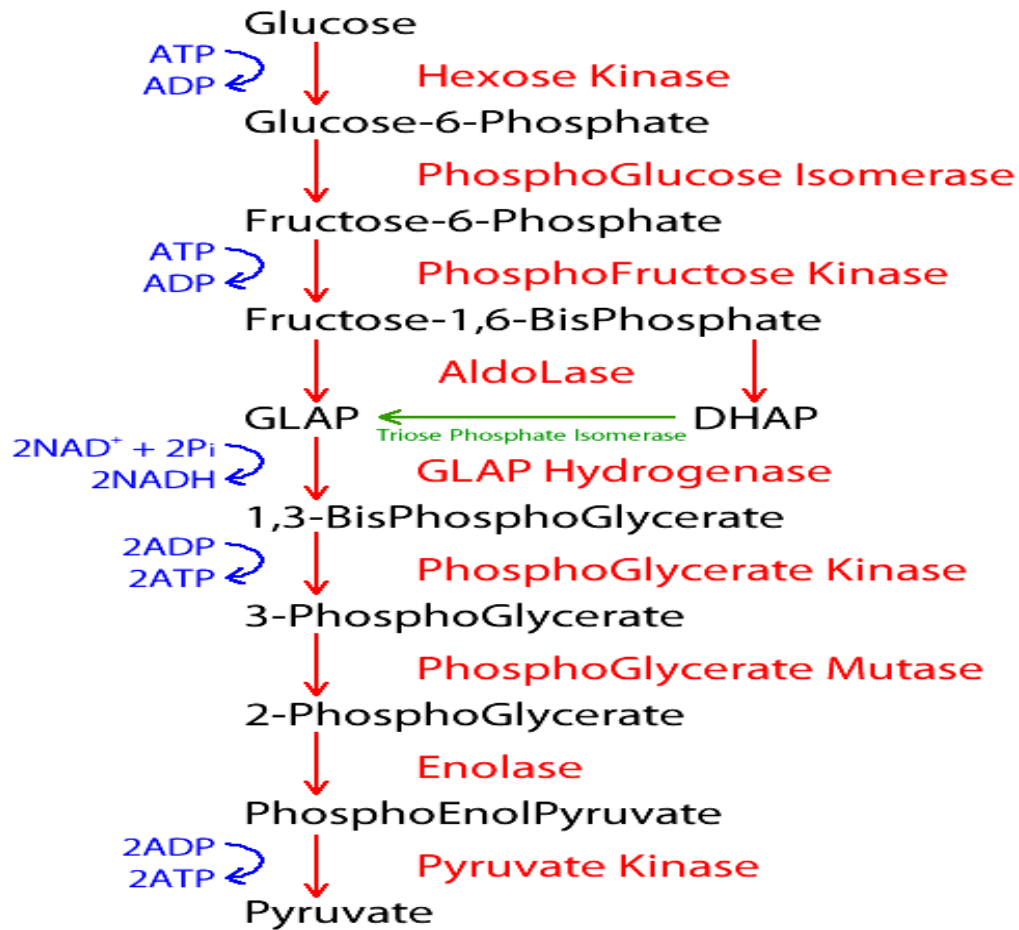 Glucose
ATP
ADP
Hexose Kinase
Glucose-6-Phosphate
PhosphoGlucose Isomerase
Fructose-6-Phosphate
ATP
ADP
PhosphoFructose Kinase
Fructose-1,6-BisPhosphate
AldoLase
GLAP
DHAP
Triose Phosphate Isomerase
2NAD⁺ + 2Pi
2NADH
GLAP Hydrogenase
1,3-BisPhosphoGlycerate
2ADP
2ATP
PhosphoGlycerate Kinase
3-PhosphoGlycerate
PhosphoGlycerate Mutase
2-PhosphoGlycerate
Enolase
PhosphoEnolPyruvate
2ADP
2ATP
Pyruvate Kinase
Pyruvate